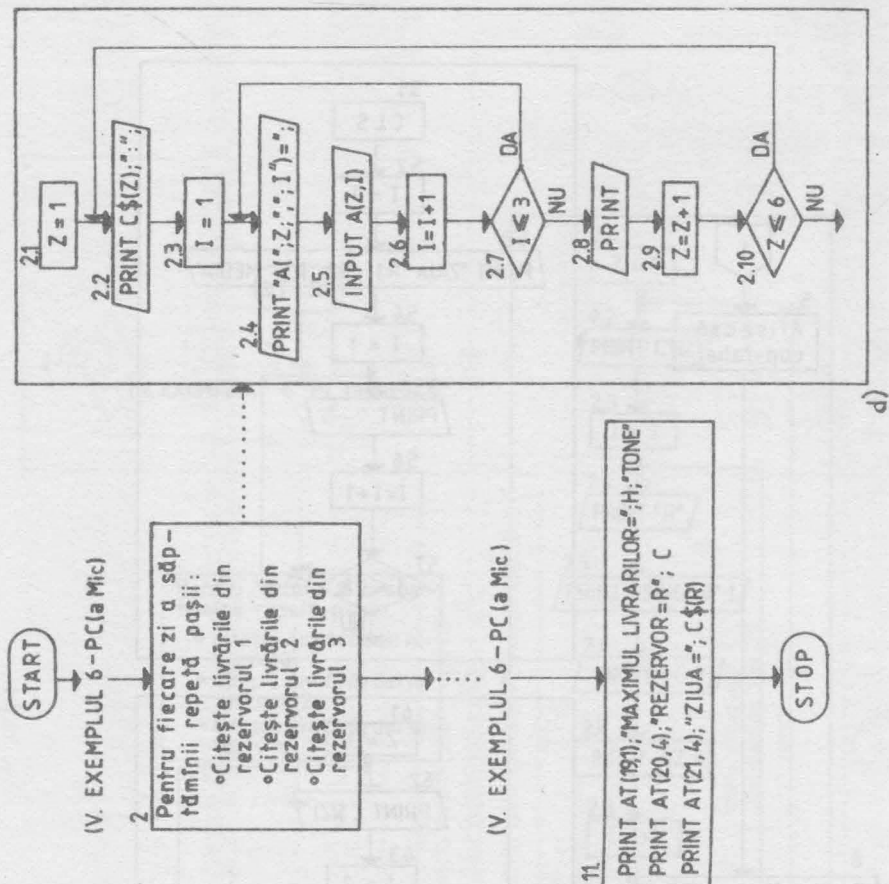 START
(V. EXEMPLUL 6-PC(a Mic)
2
Pentru fiecare zi a săp-
tămînii repetă pașii:
°Citește livrările din
rezervorul 1
°Citește livrările din
rezervorul 2
°Citește livrările din
rezervorul 3
(V. EXEMPLUL 6-PC(a Mic)
11
PRINT AT(19,1);"MAXIMUL LIVRARILOR=";H;"TONE"
PRINT AT(20,4);"REZERVOR=R"; C
PRINT AT(21,4);"ZIUA="; C$(R)
STOP
2.1
Z = 1
2.2
PRINT C$(Z);":";
2.3
I = 1
2.4
PRINT "A(";Z;",";I")=";
2.5
INPUT A(Z,I)
2.6
I=I+1
2.7
I ≤ 3
DA
NU
2.8
PRINT
2.9
Z=Z+1
2.10
Z ≤ 6
DA
NU
d)